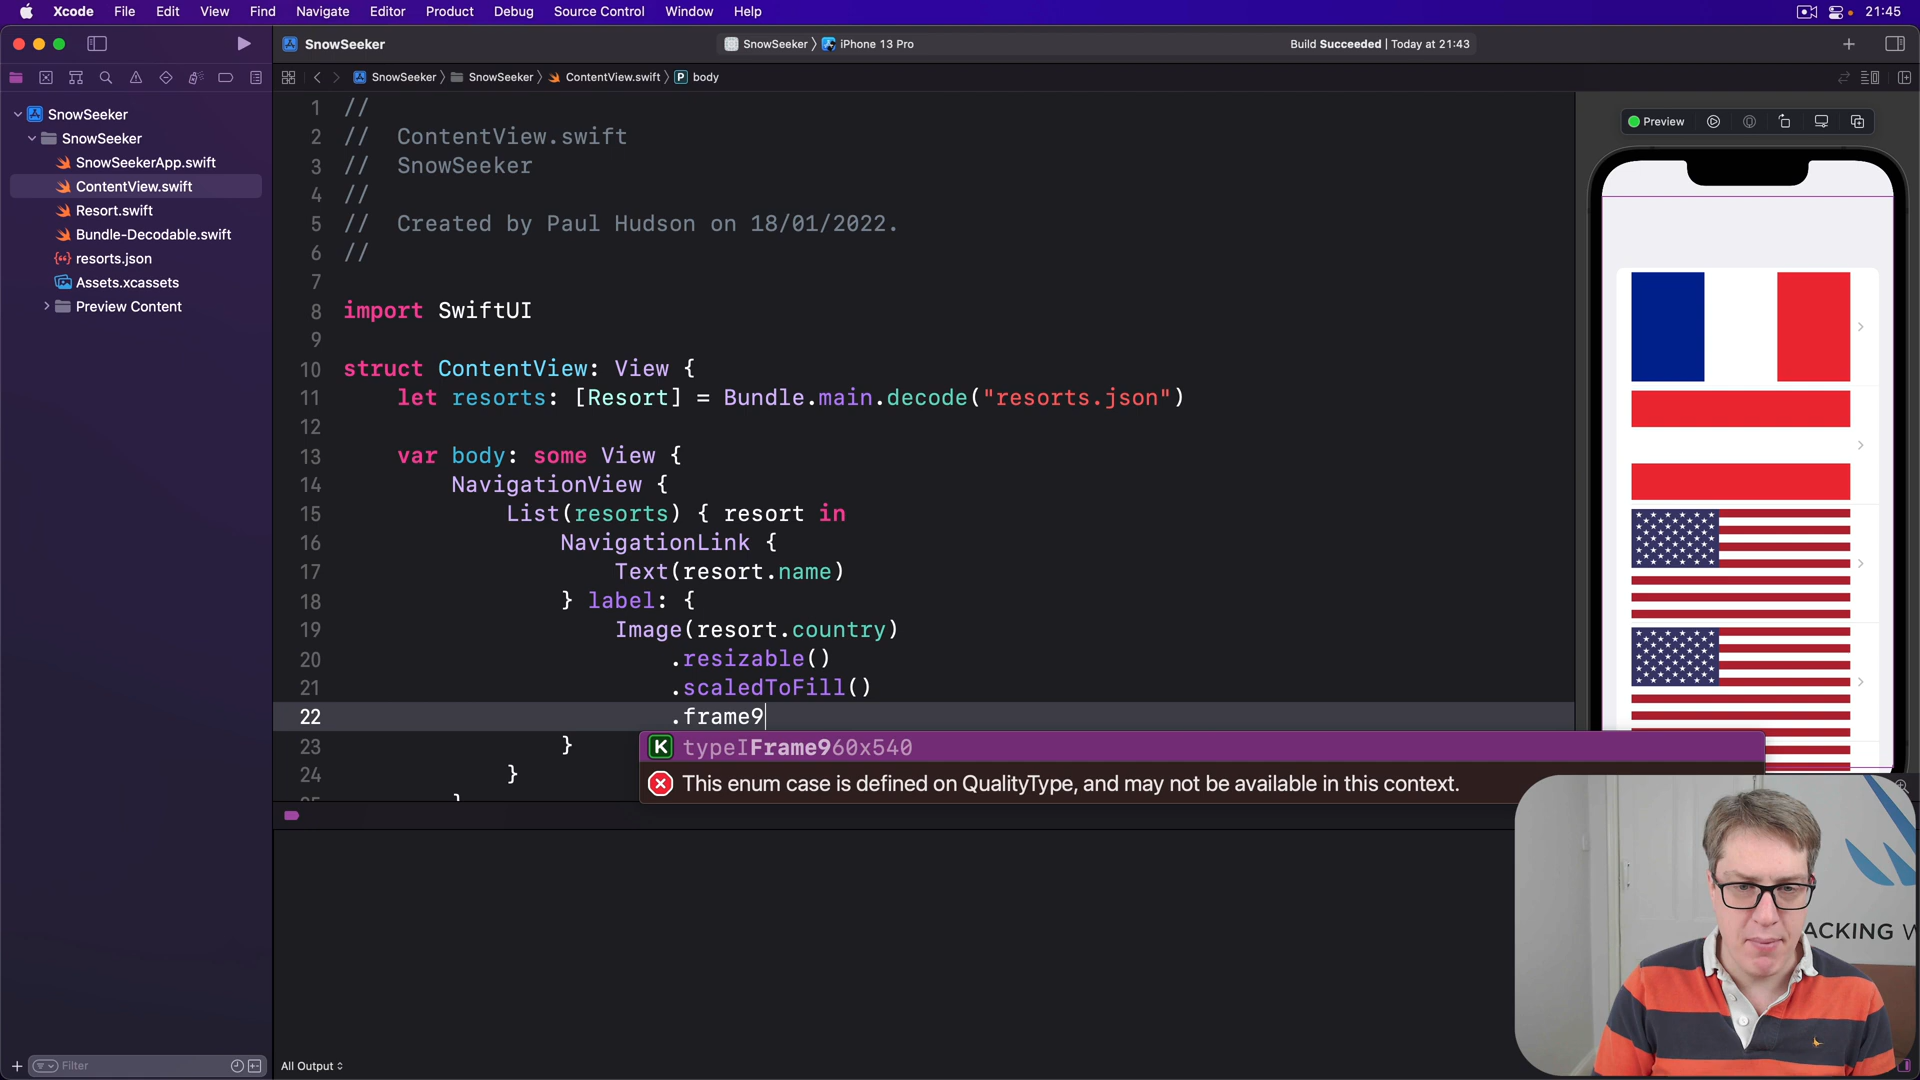 Xcode File Edit View Find Navigate Editor Product Debug Source Control Window Help 21:45
SnowSeeker SnowSeeker iPhone 13 Pro Build Succeeded | Today at 21:43
SnowSeeker SnowSeeker ContentView.swift P body
SnowSeeker
SnowSeeker
SnowSeekerApp.swift
ContentView.swift
Resort.swift
Bundle-Decodable.swift
resorts.json
Assets.xcassets
Preview Content
Filter
1 //
2 //  ContentView.swift
3 //  SnowSeeker
4 //
5 //  Created by Paul Hudson on 18/01/2022.
6 //
7
8 import SwiftUI
9
10 struct ContentView: View {
11     let resorts: [Resort] = Bundle.main.decode("resorts.json")
12
13     var body: some View {
14         NavigationView {
15             List(resorts) { resort in
16                 NavigationLink {
17                     Text(resort.name)
18                 } label: {
19                     Image(resort.country)
20                         .resizable()
21                         .scaledToFill()
22                         .frame9
23                 }
24             }
25         }
K typeIFrame960x540
This enum case is defined on QualityType, and may not be available in this context.
All Output
Preview
ACKING W